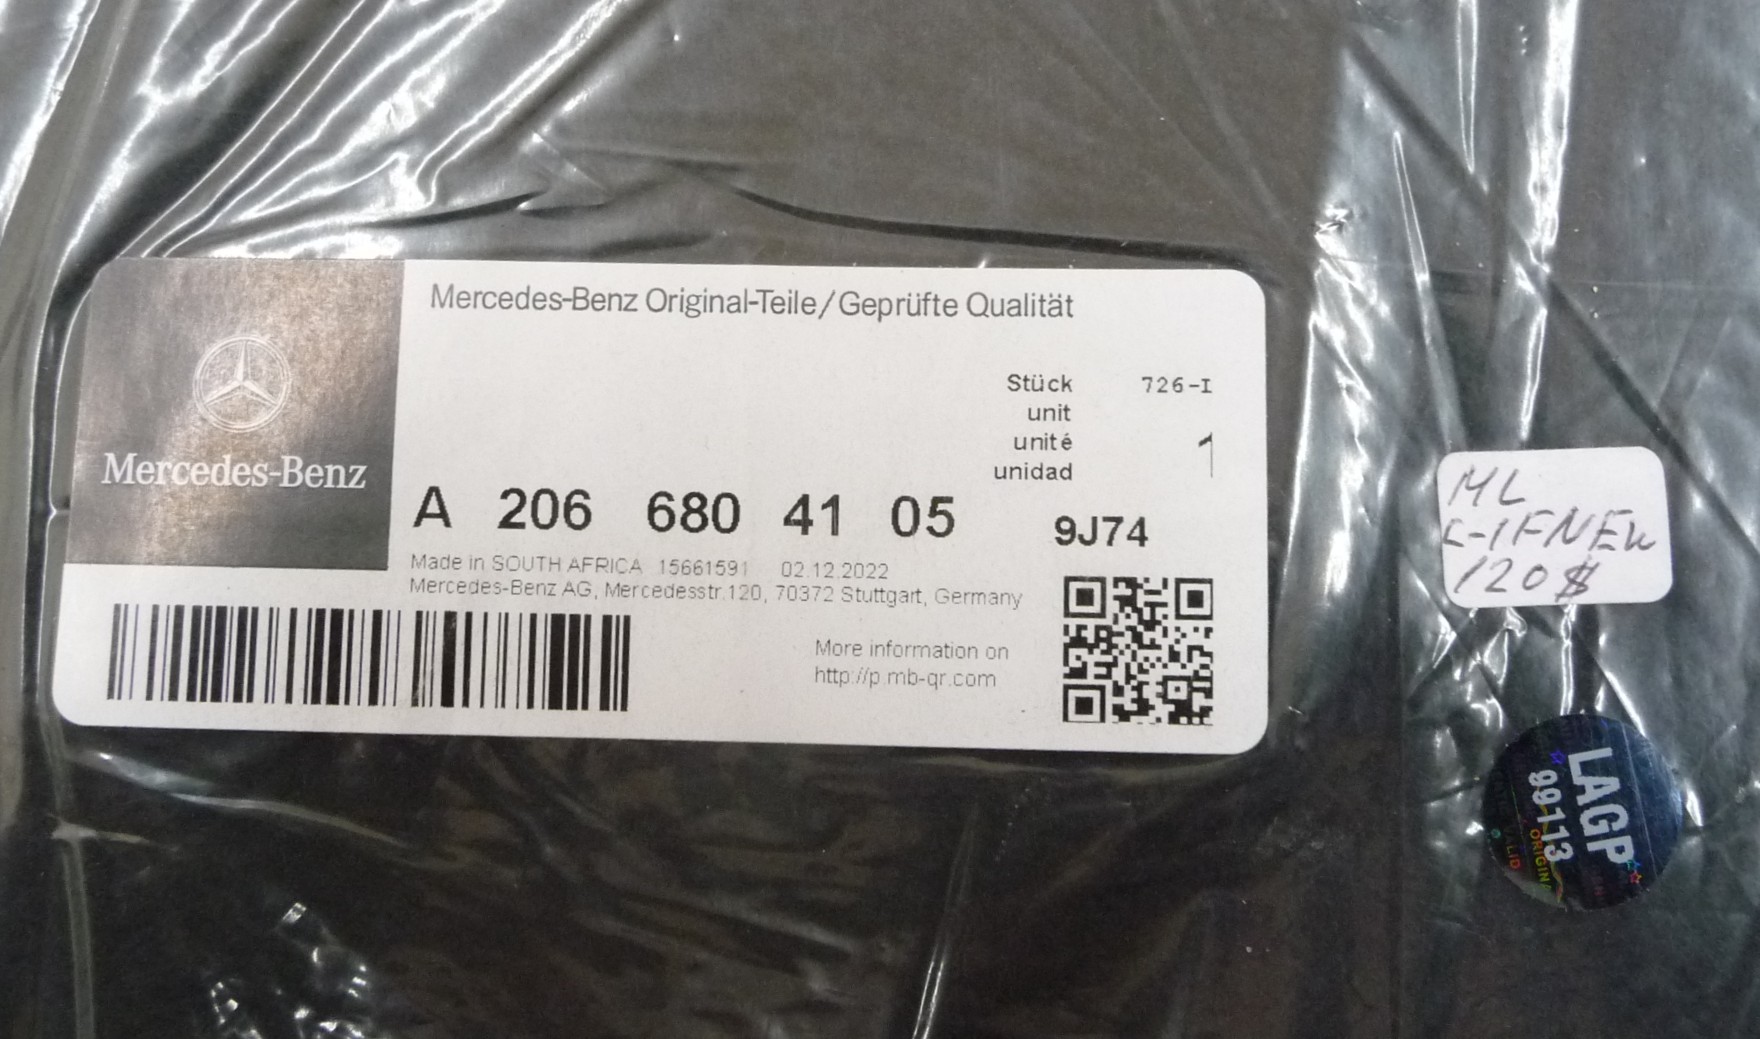 Mercedes-Benz Original-Teile/Geprüfte Qualität
Mercedes-Benz
Stück 726-I
unit
unité 1
unidad
A 206 680 41 05 9J74
Made in SOUTH AFRICA 15661591 02.12.2022
Mercedes-Benz AG, Mercedesstr.120, 70372 Stuttgart, Germany
More information on
http://p.mb-qr.com
ML
120$
LAGP
99113